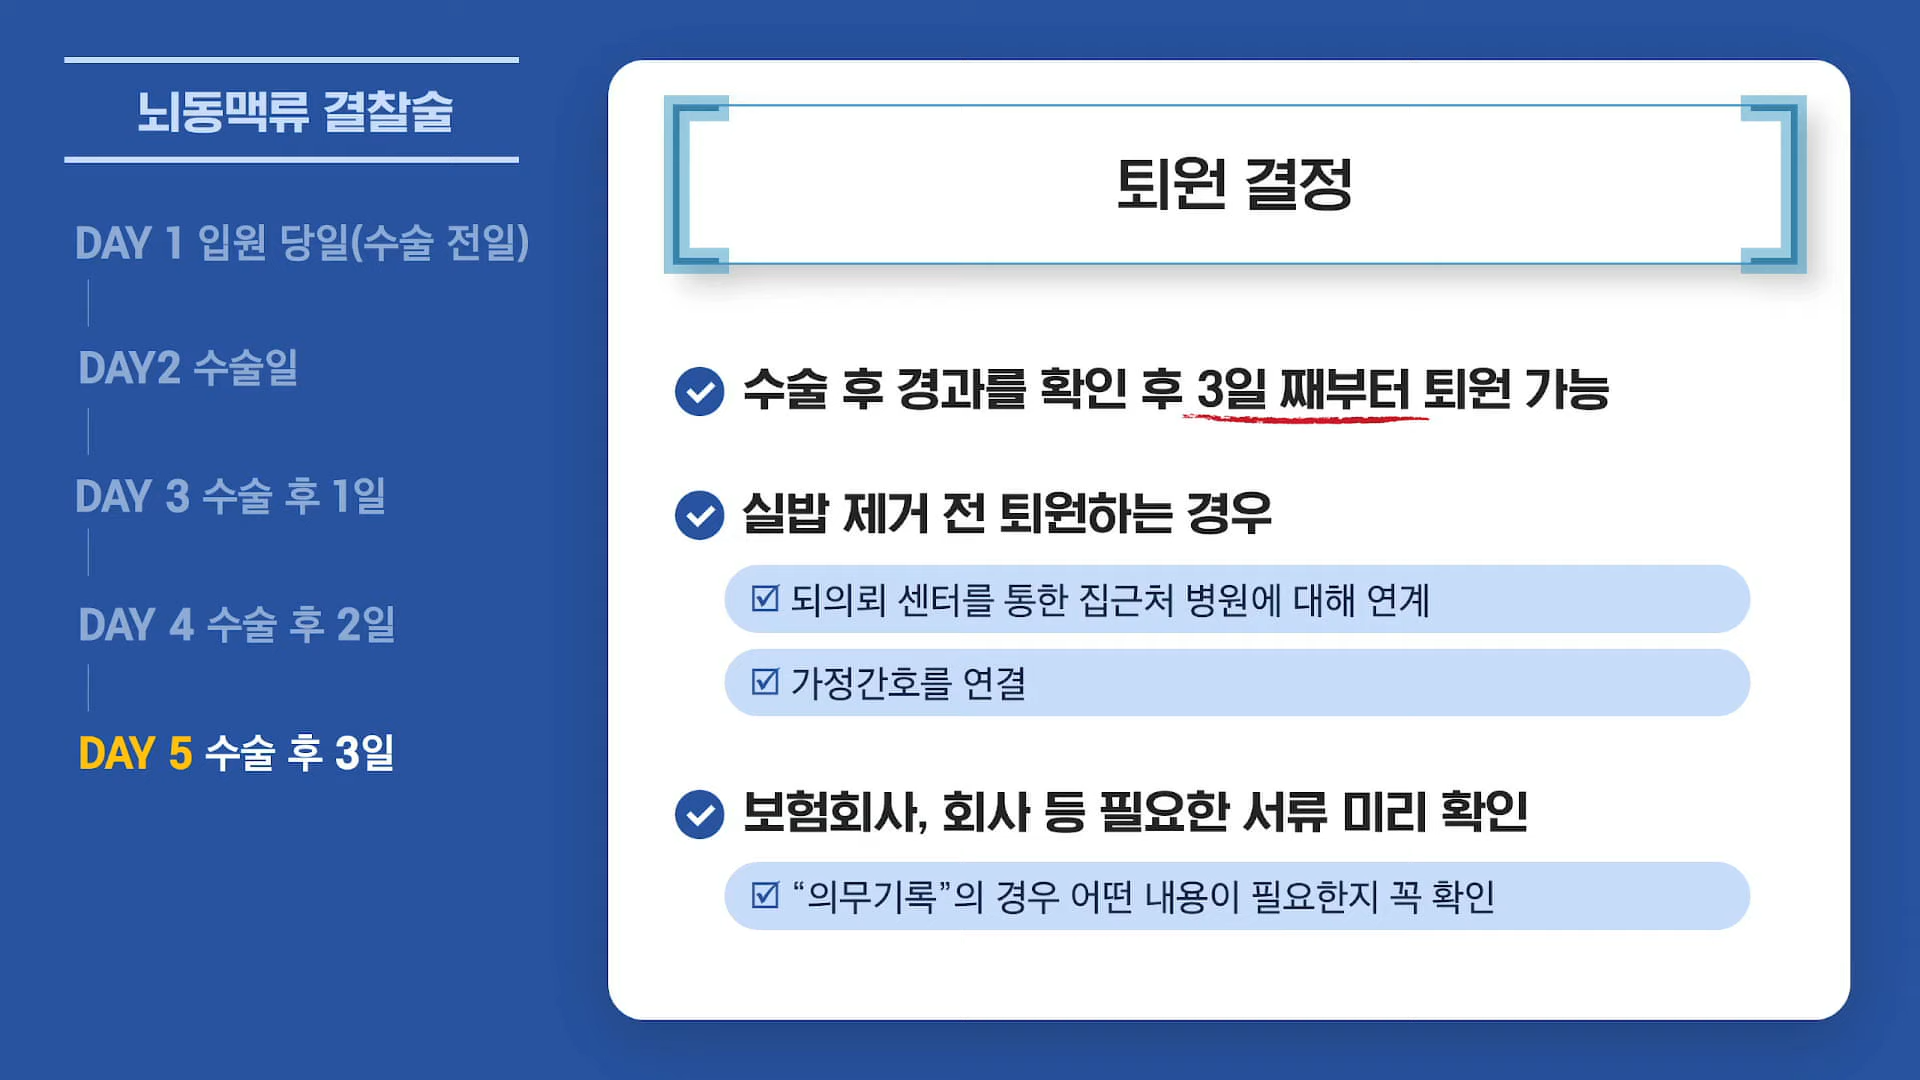 뇌동맥류 결찰술
DAY 1 입원 당일(수술 전일)
DAY2 수술일
DAY 3 수술 후 1일
DAY 4 수술 후 2일
DAY 5 수술 후 3일
퇴원 결정
수술 후 경과를 확인 후 3일 째부터 퇴원 가능
실밥 제거 전 퇴원하는 경우
되의뢰 센터를 통한 집근처 병원에 대해 연계
가정간호를 연결
보험회사, 회사 등 필요한 서류 미리 확인
“의무기록”의 경우 어떤 내용이 필요한지 꼭 확인